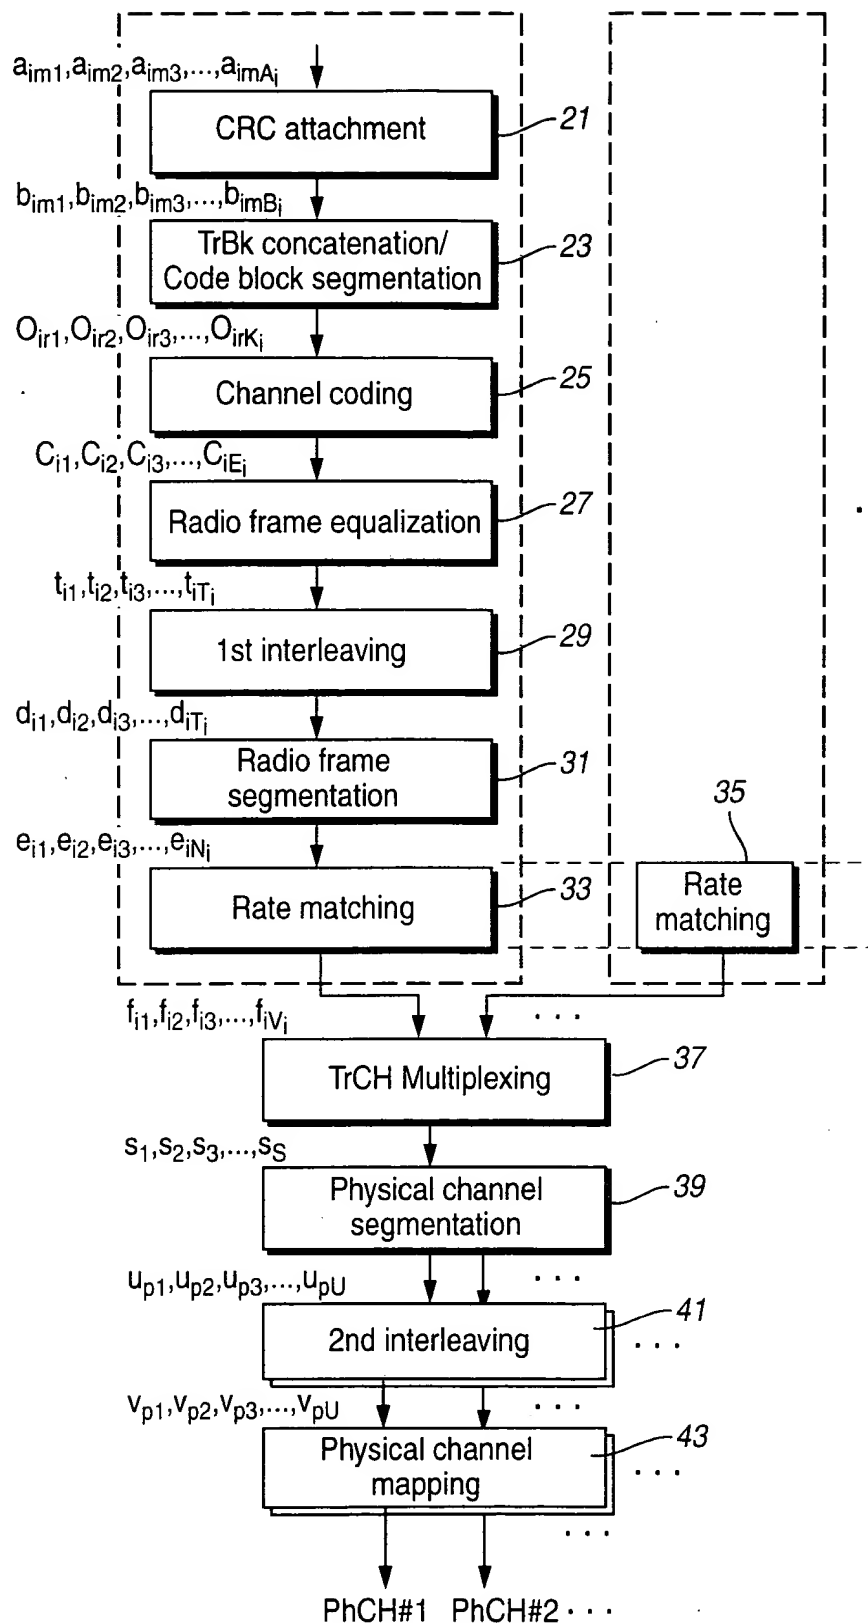 a_im1,a_im2,a_im3,...,a_imA_i
CRC attachment
21
b_im1,b_im2,b_im3,...,b_imB_i
TrBk concatenation/
Code block segmentation
23
O_ir1,O_ir2,O_ir3,...,O_irK_i
Channel coding
25
C_i1,C_i2,C_i3,...,C_iE_i
Radio frame equalization
27
t_i1,t_i2,t_i3,...,t_iT_i
1st interleaving
29
d_i1,d_i2,d_i3,...,d_iT_i
Radio frame
segmentation
31
e_i1,e_i2,e_i3,...,e_iN_i
Rate matching
33
35
Rate
matching
f_i1,f_i2,f_i3,...,f_iV_i
...
TrCH Multiplexing
37
s_1,s_2,s_3,...,s_S
Physical channel
segmentation
39
u_p1,u_p2,u_p3,...,u_pU
...
2nd interleaving
41
...
v_p1,v_p2,v_p3,...,v_pU
...
Physical channel
mapping
43
...
...
PhCH#1 PhCH#2 ...